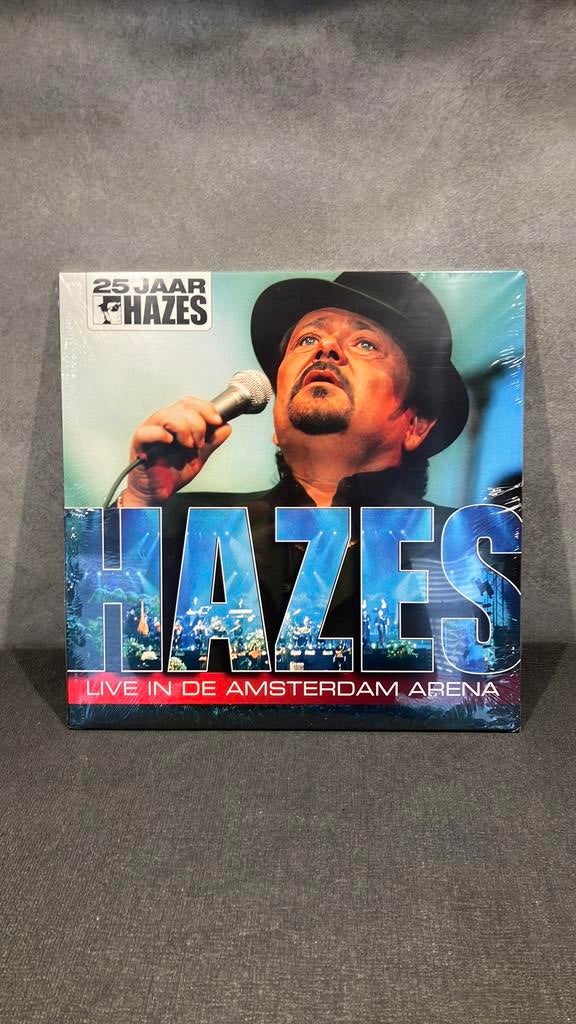 25 JAAR
HAZES
HAZES
LIVE IN DE AMSTERDAM ARENA